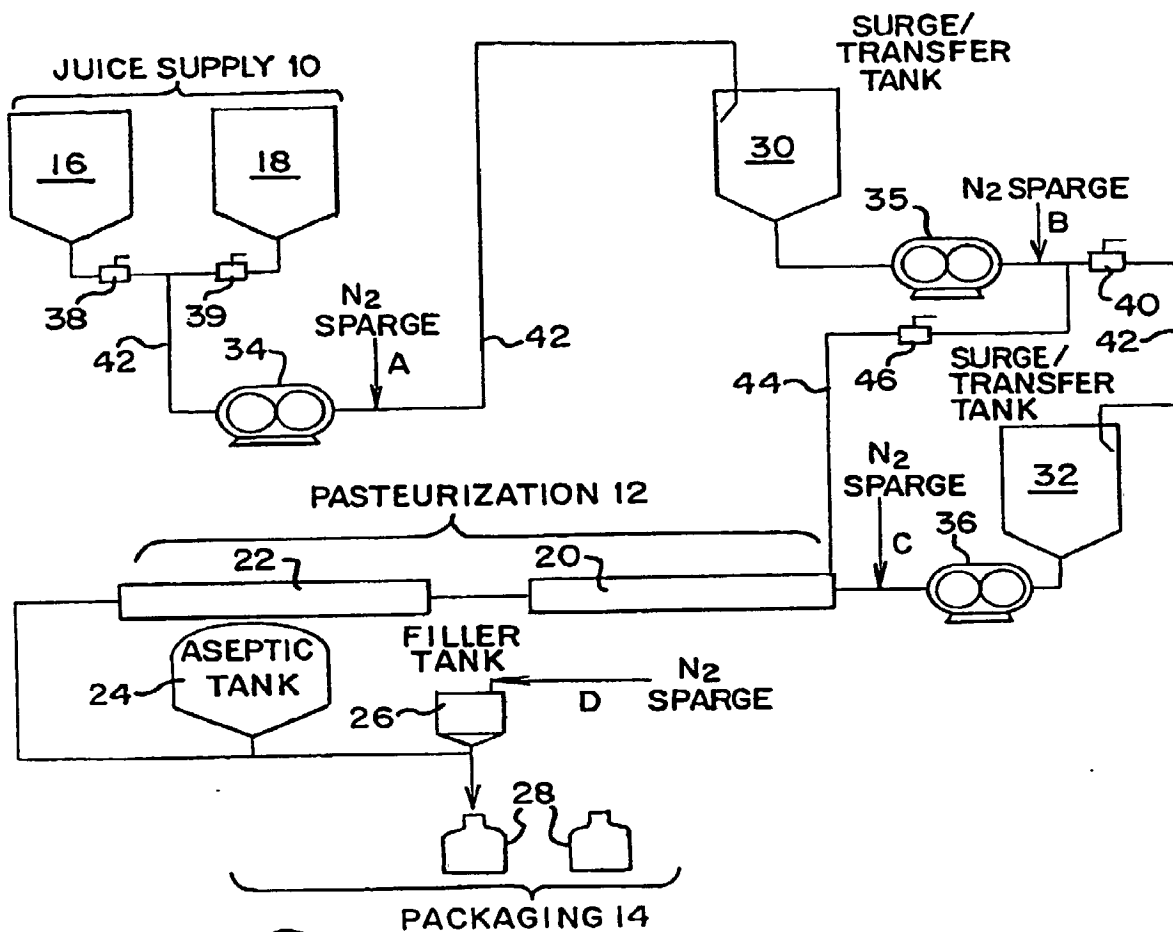 JUICE SUPPLY 10
16
18
38
39
42
34
N2
SPARGE
A
42
SURGE/
TRANSFER
TANK
30
35
N2 SPARGE
B
40
42
46
44
SURGE/
TRANSFER
TANK
32
N2
SPARGE
C
36
PASTEURIZATION 12
22
20
ASEPTIC
TANK
24
FILLER
TANK
26
D
N2
SPARGE
28
PACKAGING 14